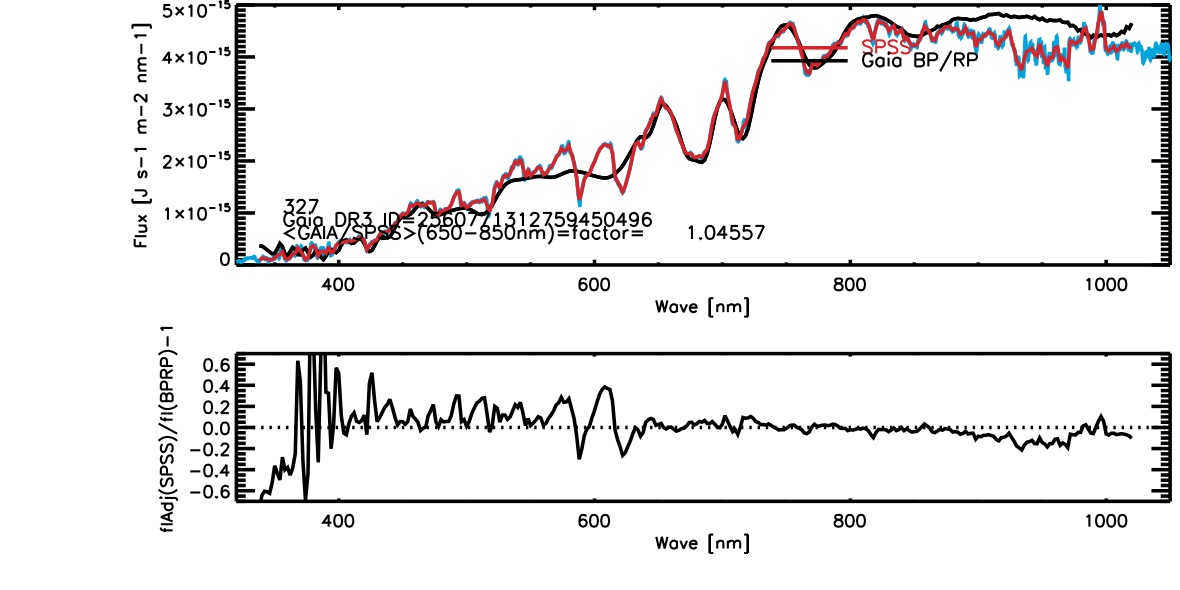 5×10⁻¹⁵
4×10⁻¹⁵
3×10⁻¹⁵
2×10⁻¹⁵
1×10⁻¹⁵
0
Flux [J s−1 m−2 nm−1]
SPSS
Gaia BP/RP
327
Gaia DR3 ID=2560771312759450496
<GAIA/SPSS>(650−850nm)=factor= 1.04557
400 600 800 1000
Wave [nm]
flAdj(SPSS)/fl(BPRP)−1
0.6
0.4
0.2
0.0
−0.2
−0.4
−0.6
400 600 800 1000
Wave [nm]